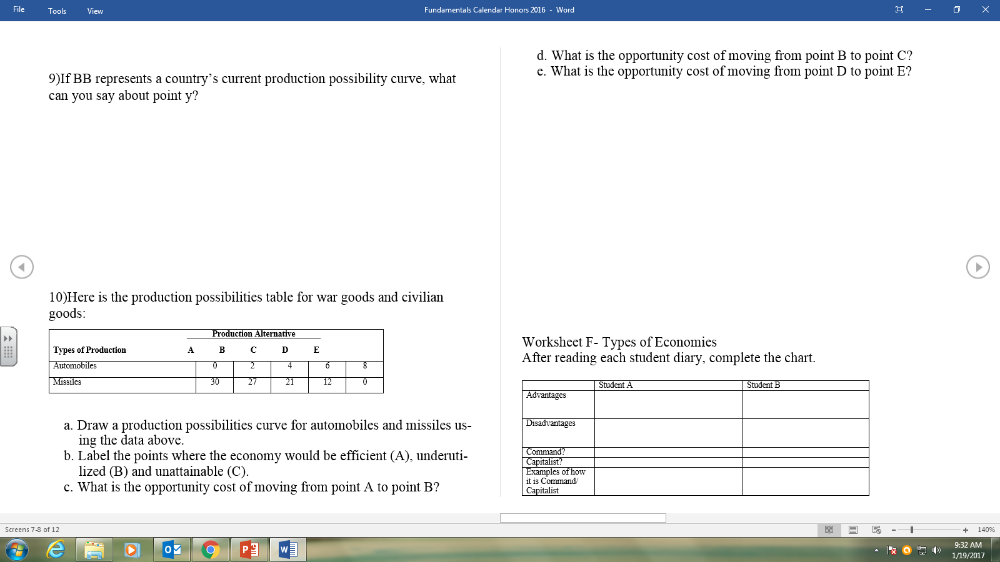 File Tools View Fundamentals Calendar Honors 2016 - Word
9)If BB represents a country’s current production possibility curve, what
can you say about point y?
10)Here is the production possibilities table for war goods and civilian
goods:
Production Alternative
Types of Production A B C D E
Automobiles 0 2 4 6 8
Missiles 30 27 21 12 0
a. Draw a production possibilities curve for automobiles and missiles us-
ing the data above.
b. Label the points where the economy would be efficient (A), underuti-
lized (B) and unattainable (C).
c. What is the opportunity cost of moving from point A to point B?
d. What is the opportunity cost of moving from point B to point C?
e. What is the opportunity cost of moving from point D to point E?
Worksheet F- Types of Economies
After reading each student diary, complete the chart.
Student A Student B
Advantages
Disadvantages
Command?
Capitalist?
Examples of how
it is Command/
Capitalist
Screens 7-8 of 12 140%
9:32 AM
1/19/2017